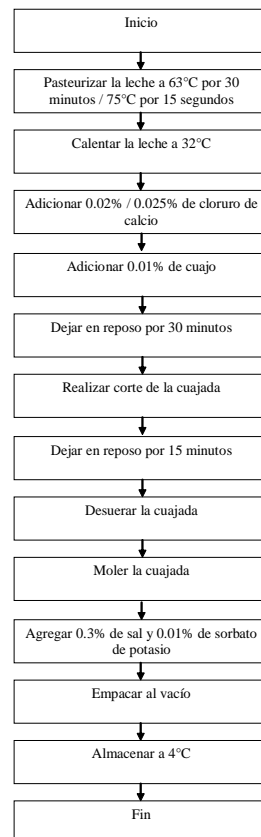 Inicio
Pasteurizar la leche a 63°C por 30
minutos / 75°C por 15 segundos
Calentar la leche a 32°C
Adicionar 0.02% / 0.025% de cloruro de
calcio
Adicionar 0.01% de cuajo
Dejar en reposo por 30 minutos
Realizar corte de la cuajada
Dejar en reposo por 15 minutos
Desuerar la cuajada
Moler la cuajada
Agregar 0.3% de sal y 0.01% de sorbato
de potasio
Empacar al vacío
Almacenar a 4°C
Fin